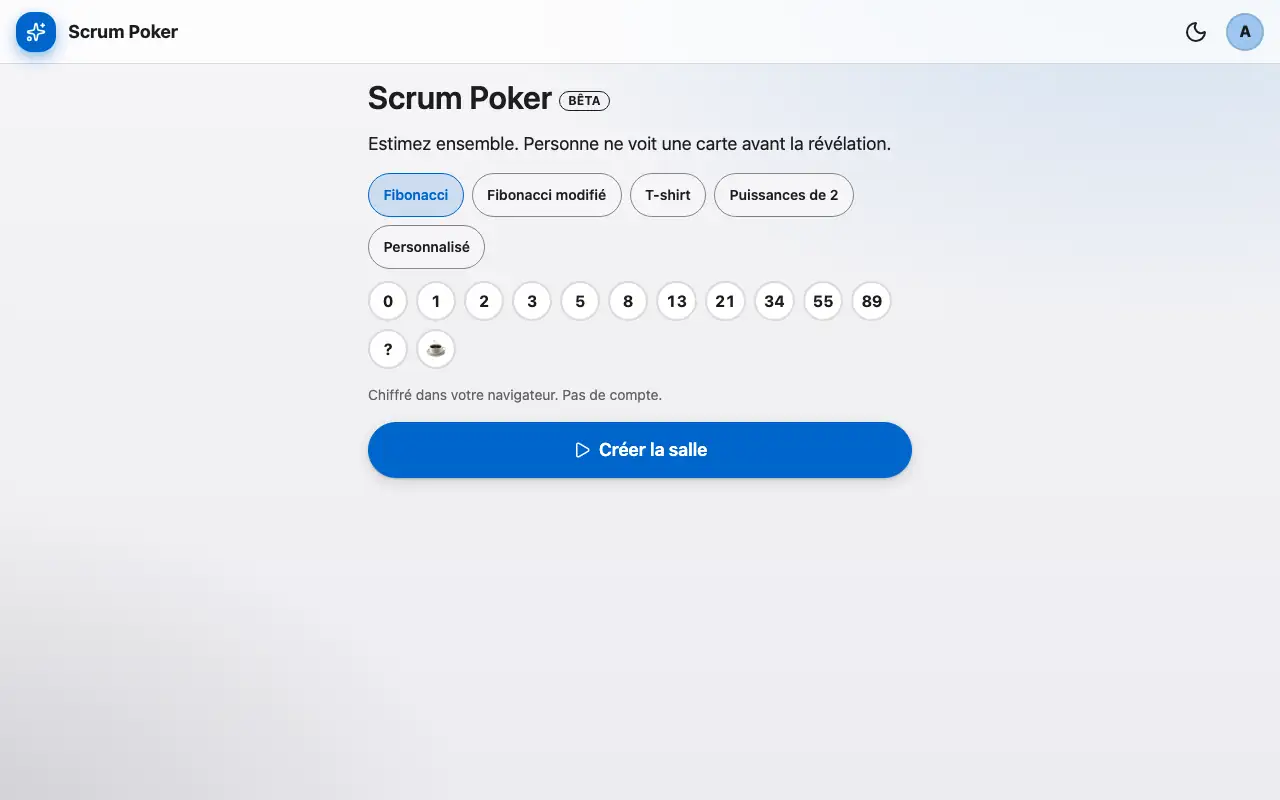 Scrum Poker
A
Scrum Poker BÊTA
Estimez ensemble. Personne ne voit une carte avant la révélation.
Fibonacci Fibonacci modifié T-shirt Puissances de 2
Personnalisé
0 1 2 3 5 8 13 21 34 55 89
? ☕
Chiffré dans votre navigateur. Pas de compte.
Créer la salle